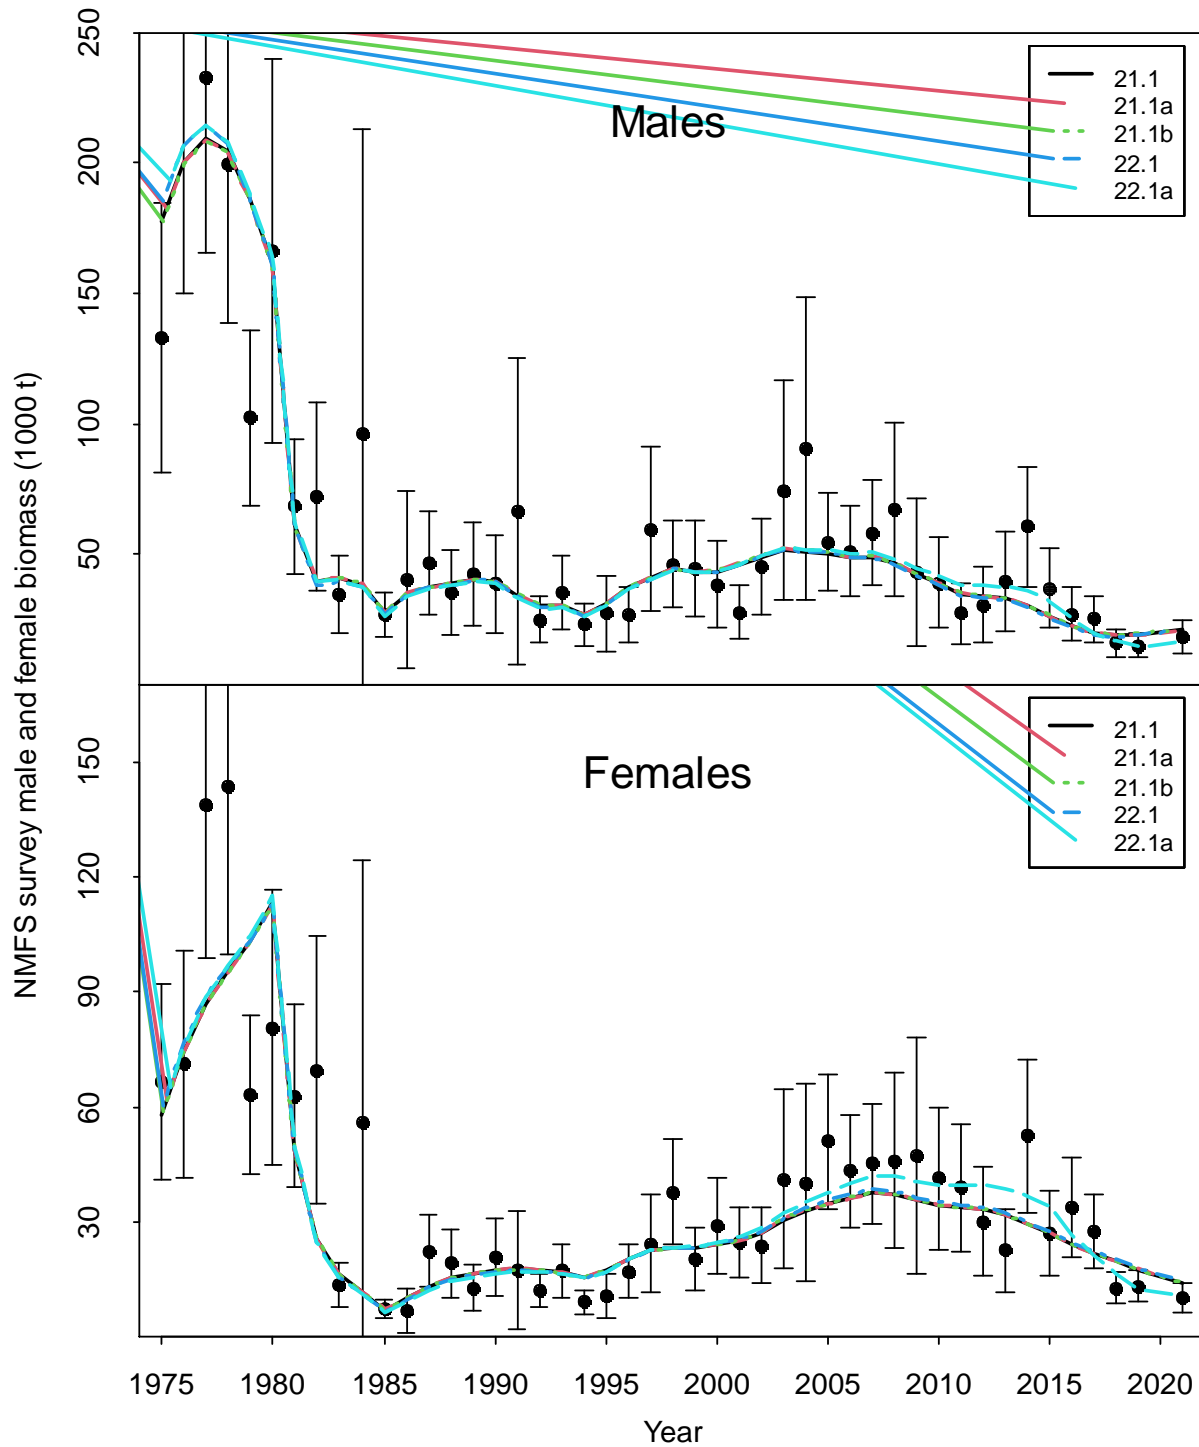 NMFS survey male and female biomass (1000 t)
250
200
150
100
50
Males
21.1
21.1a
21.1b
22.1
22.1a
150
120
90
60
30
Females
21.1
21.1a
21.1b
22.1
22.1a
1975 1980 1985 1990 1995 2000 2005 2010 2015 2020
Year